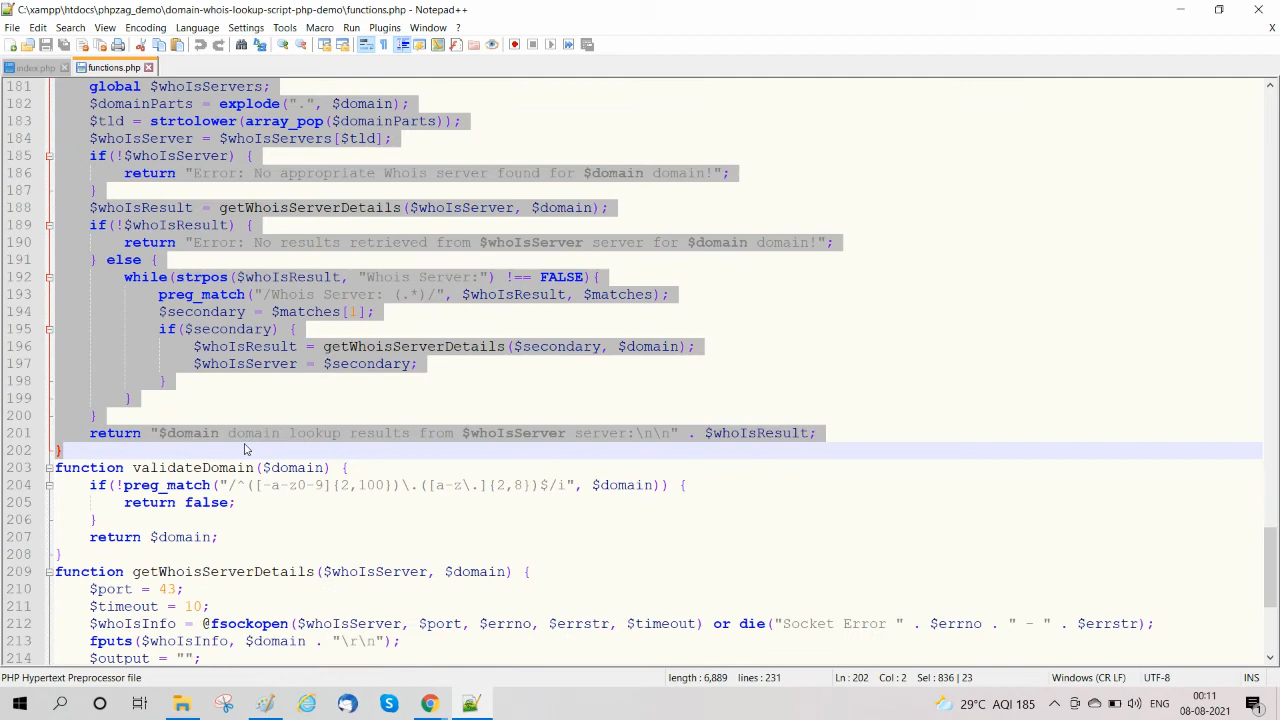 C:\xampp\htdocs\phpzag_demo\domain-whois-lookup-script-php-demo\functions.php - Notepad++
File Edit Search View Encoding Language Settings Tools Macro Run Plugins Window ?
X
index.php functions.php
181 global $whoIsServers;
182 $domainParts = explode(".", $domain);
183 $tld = strtolower(array_pop($domainParts));
184 $whoIsServer = $whoIsServers[$tld];
185 if(!$whoIsServer) {
186 return "Error: No appropriate Whois server found for $domain domain!";
187 }
188 $whoIsResult = getWhoisServerDetails($whoIsServer, $domain);
189 if(!$whoIsResult) {
190 return "Error: No results retrieved from $whoIsServer server for $domain domain!";
191 } else {
192 while(strpos($whoIsResult, "Whois Server:") !== FALSE){
193 preg_match("/Whois Server: (.*)/", $whoIsResult, $matches);
194 $secondary = $matches[1];
195 if($secondary) {
196 $whoIsResult = getWhoisServerDetails($secondary, $domain);
197 $whoIsServer = $secondary;
198 }
199 }
200 }
201 return "$domain domain lookup results from $whoIsServer server:\n\n" . $whoIsResult;
202 }
203 function validateDomain($domain) {
204 if(!preg_match("/^([-a-z0-9]{2,100})\.([a-z\.]{2,8})$/i", $domain)) {
205 return false;
206 }
207 return $domain;
208 }
209 function getWhoisServerDetails($whoIsServer, $domain) {
210 $port = 43;
211 $timeout = 10;
212 $whoIsInfo = @fsockopen($whoIsServer, $port, $errno, $errstr, $timeout) or die("Socket Error " . $errno . " - " . $errstr);
213 fputs($whoIsInfo, $domain . "\r\n");
214 $output = "";
PHP Hypertext Preprocessor file length : 6,889 lines : 231 Ln : 202 Col : 2 Sel : 836 | 23 Windows (CR LF) UTF-8 INS
29°C AQI 185 ENG 00:11
08-08-2021